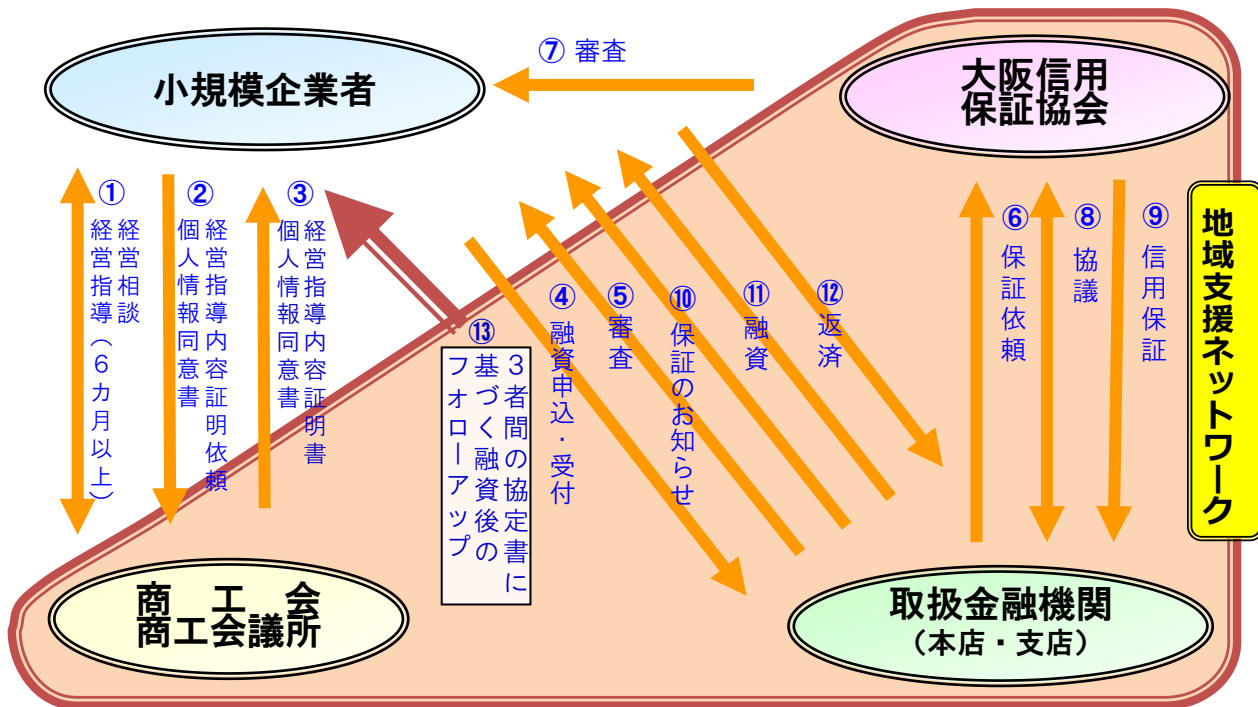 小規模企業者
⑦ 審査
大阪信用
保証協会
①
経営相談
経営指導（６カ月以上）
②
経営指導内容証明依頼
個人情報同意書
③
経営指導内容証明書
個人情報同意書
④
融資申込・受付
⑤
審査
⑩
保証のお知らせ
⑪
融資
⑫
返済
⑥
保証依頼
⑧
協議
⑨
信用保証
地域支援ネットワーク
⑬
３者間の協定書に
基づく融資後の
フォローアップ
商　工　会
商工会議所
取扱金融機関
（本店・支店）